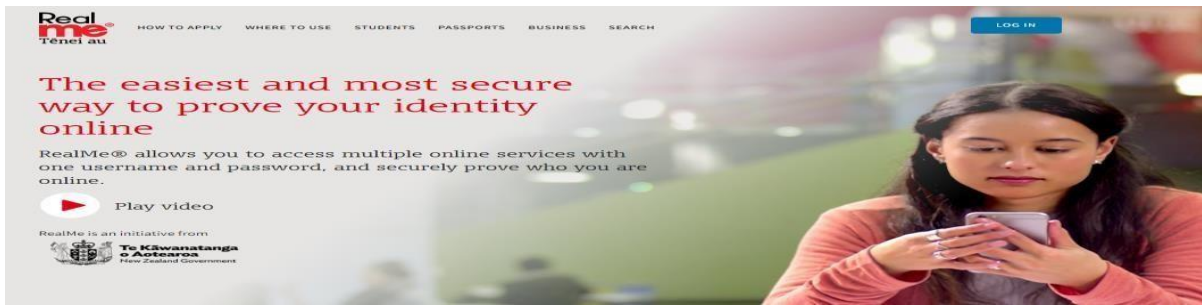 Real
me®
Tēnei au
HOW TO APPLY WHERE TO USE STUDENTS PASSPORTS BUSINESS SEARCH
LOG IN
The easiest and most secure
way to prove your identity
online
RealMe® allows you to access multiple online services with
one username and password, and securely prove who you are
online.
Play video
RealMe is an initiative from
Te Kāwanatanga
o Aotearoa
New Zealand Government